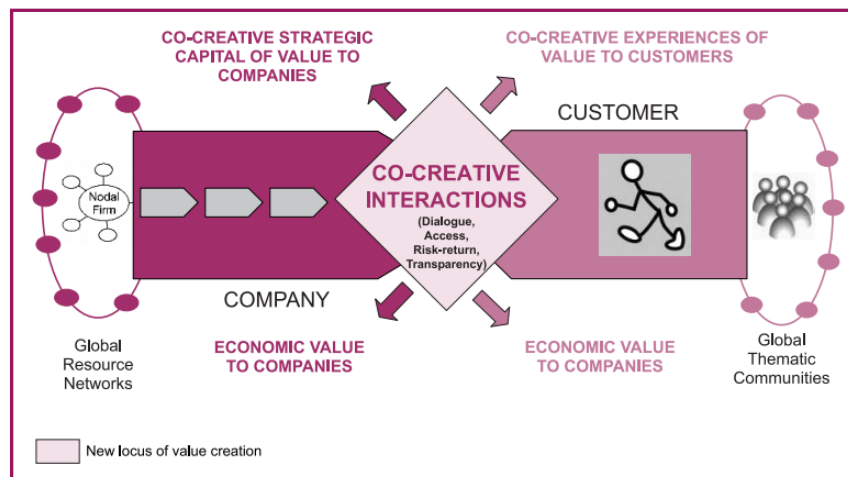 CO-CREATIVE STRATEGIC
CAPITAL OF VALUE TO
COMPANIES
CO-CREATIVE EXPERIENCES OF
VALUE TO CUSTOMERS
CUSTOMER
Nodal
Firm
CO-CREATIVE
INTERACTIONS
(Dialogue,
Access,
Risk-return,
Transparency)
COMPANY
Global
Resource
Networks
ECONOMIC VALUE
TO COMPANIES
ECONOMIC VALUE
TO COMPANIES
Global
Thematic
Communities
New locus of value creation